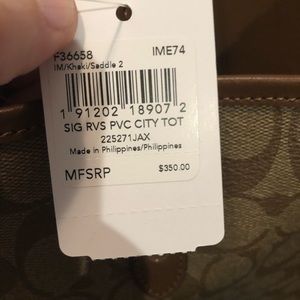 F36658 IME74
IM/Khaki/Saddle 2
1 91202 18907 2
SIG RVS PVC CITY TOT
225271JAX
Made in Philippines/Philippines
MFSRP $350.00